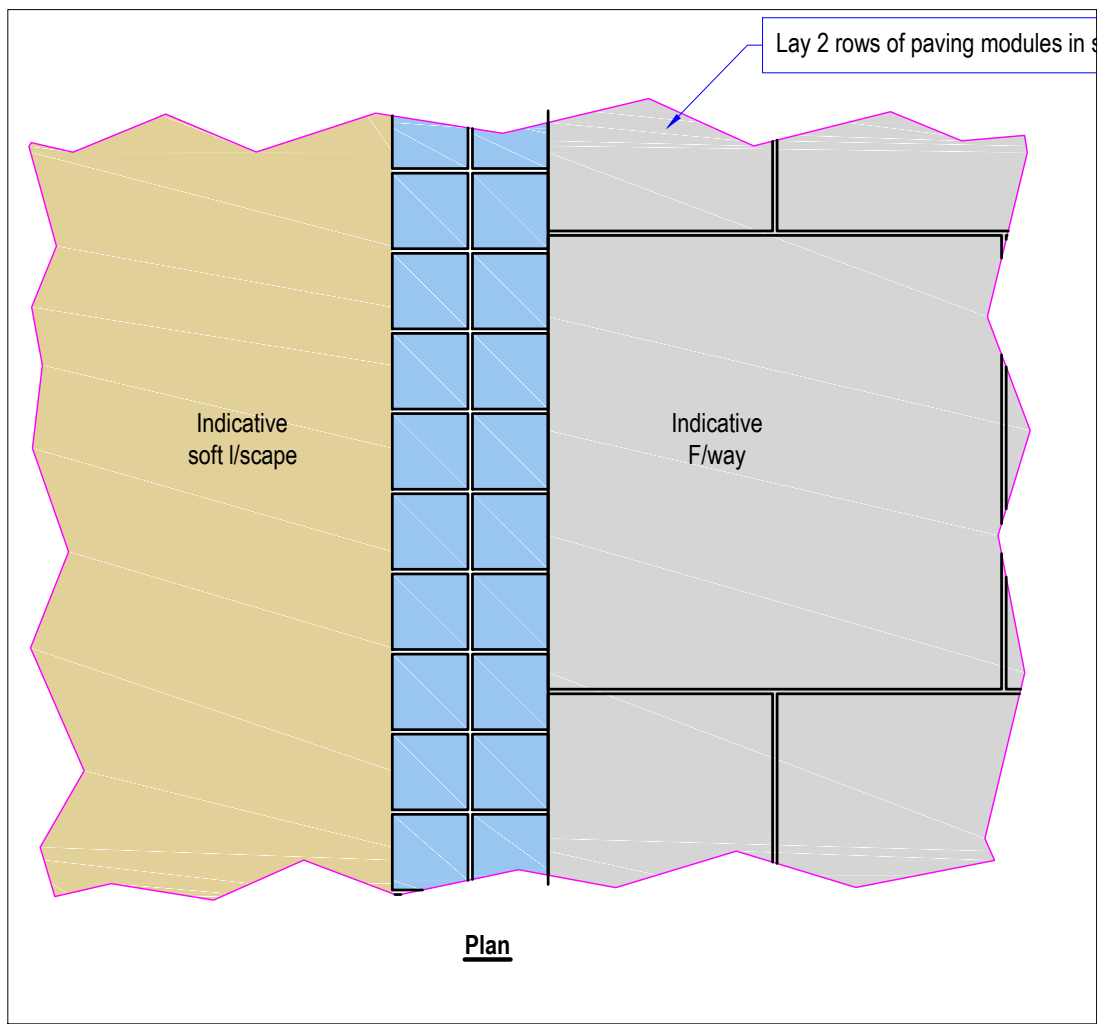 Lay 2 rows of paving modules in
Indicative
soft l/scape
Indicative
F/way
Plan